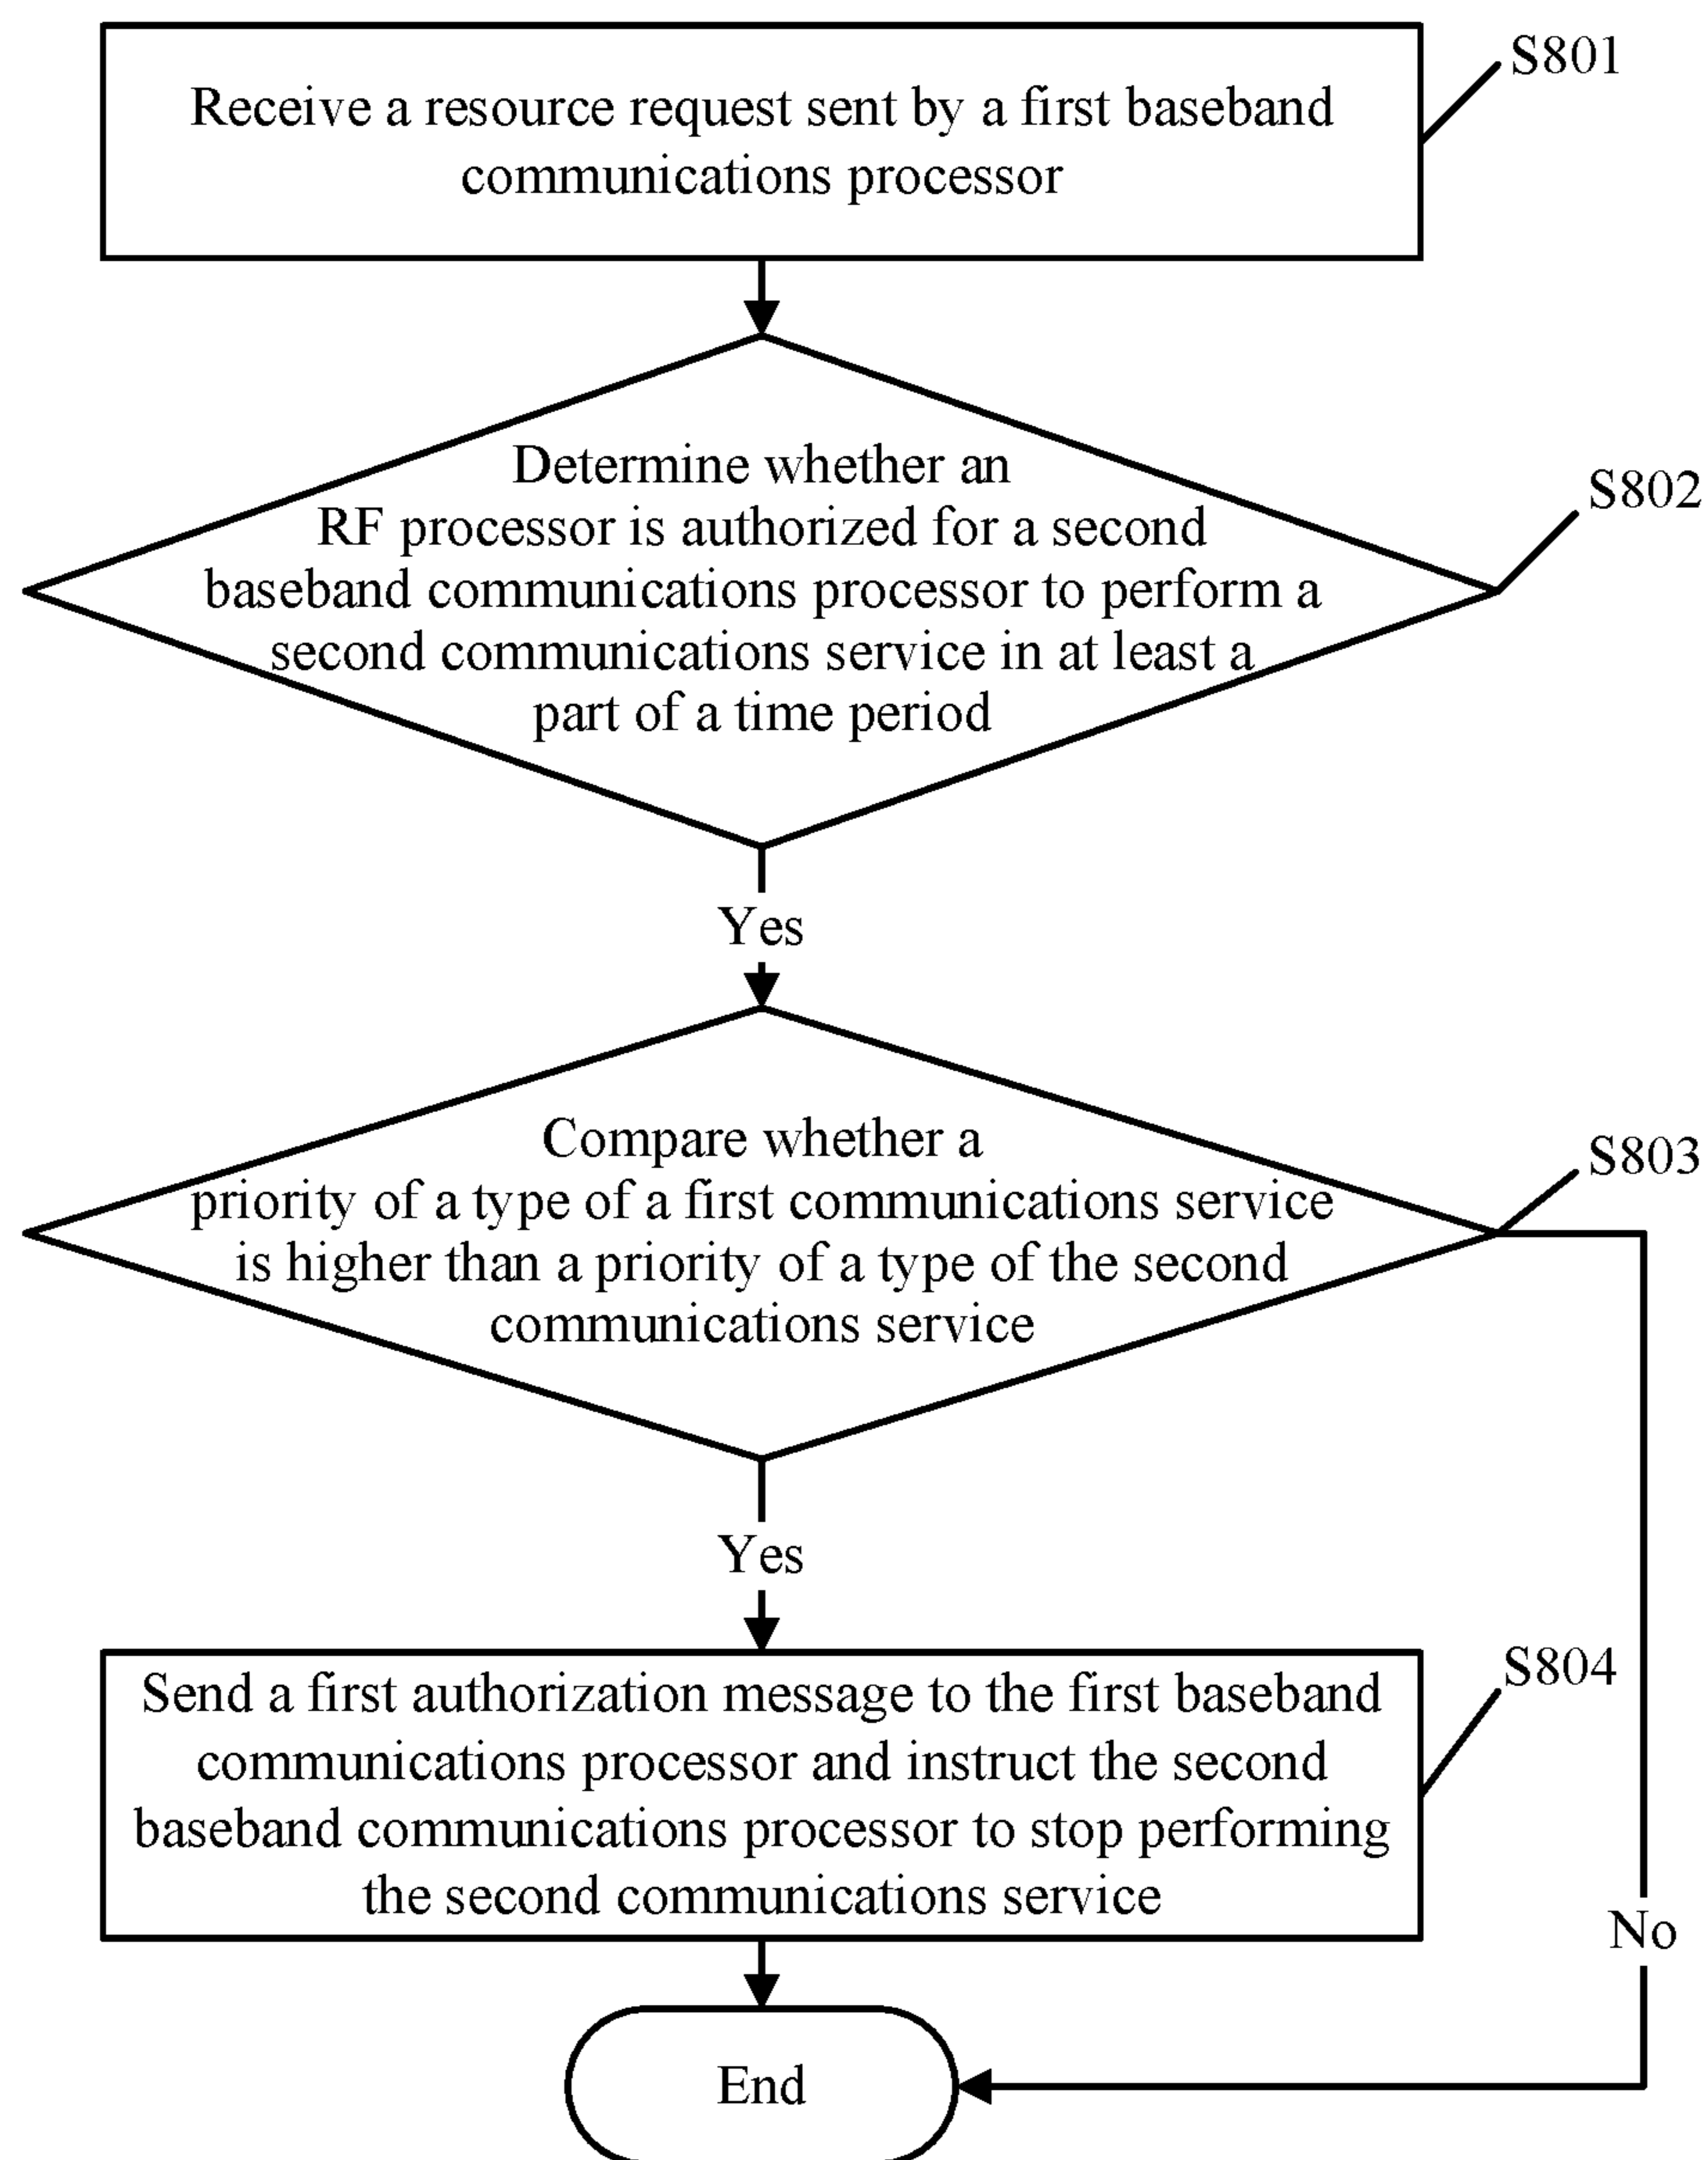 Receive a resource request sent by a first baseband
communications processor
S801
Determine whether an
RF processor is authorized for a second
baseband communications processor to perform a
second communications service in at least a
part of a time period
S802
Yes
Compare whether a
priority of a type of a first communications service
is higher than a priority of a type of the second
communications service
S803
Yes
Send a first authorization message to the first baseband
communications processor and instruct the second
baseband communications processor to stop performing
the second communications service
S804
No
End